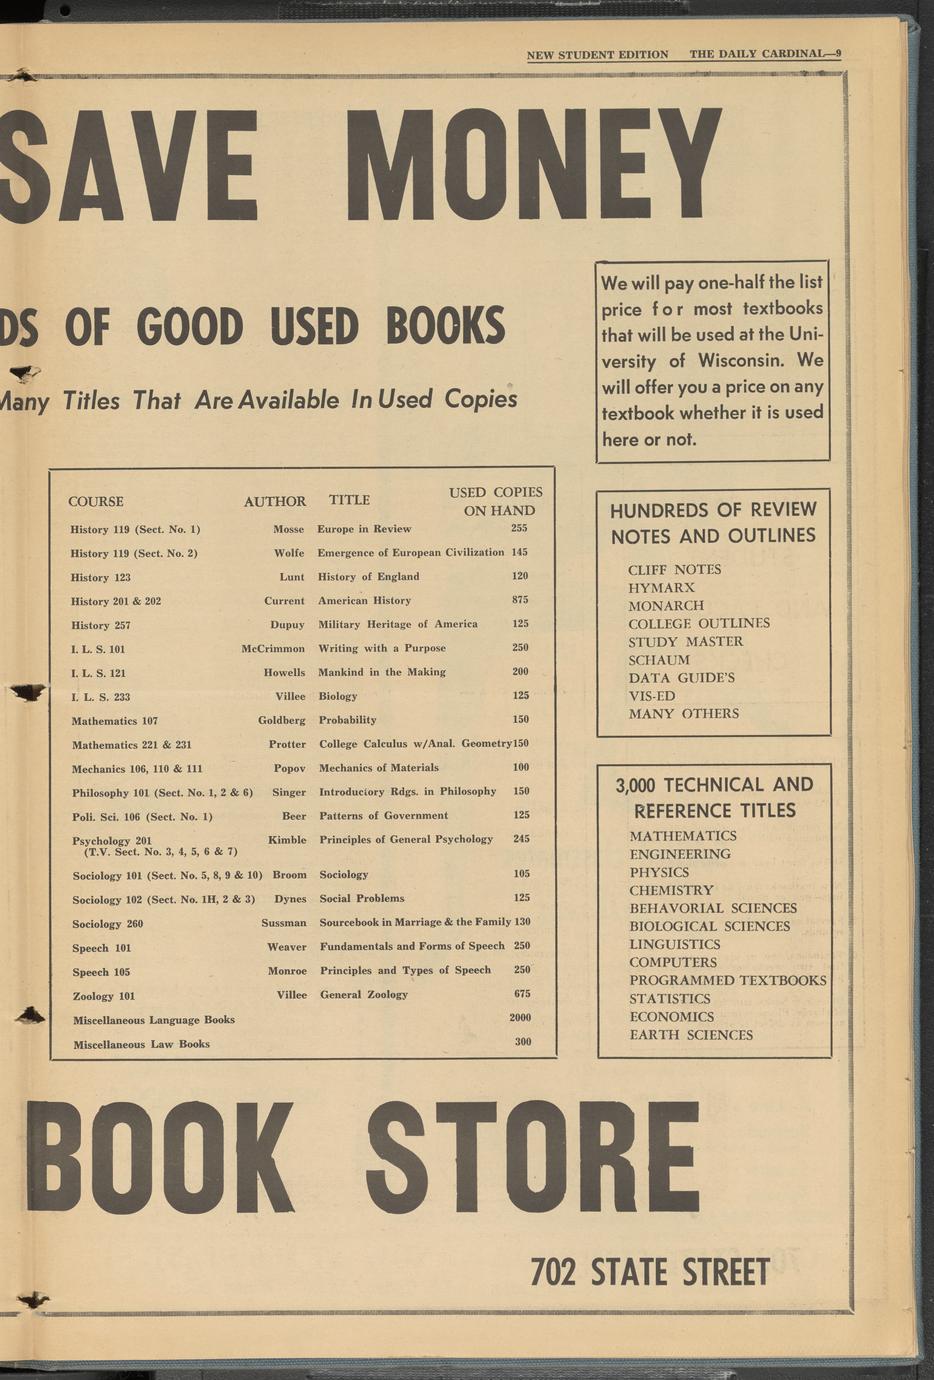 NEW STUDENT EDITION THE DAILY CARDINAL—9
SAVE MONEY
DS OF GOOD USED BOOKS
Many Titles That Are Available In Used Copies
COURSE AUTHOR TITLE USED COPIES ON HAND
History 119 (Sect. No. 1) Mosse Europe in Review 255
History 119 (Sect. No. 2) Wolfe Emergence of European Civilization 145
History 123 Lunt History of England 120
History 201 & 202 Current American History 875
History 257 Dupuy Military Heritage of America 125
I. L. S. 101 McCrimmon Writing with a Purpose 250
I. L. S. 121 Howells Mankind in the Making 200
I. L. S. 233 Villee Biology 125
Mathematics 107 Goldberg Probability 150
Mathematics 221 & 231 Protter College Calculus w/Anal. Geometry 150
Mechanics 106, 110 & 111 Popov Mechanics of Materials 100
Philosophy 101 (Sect. No. 1, 2 & 6) Singer Introductory Rdgs. in Philosophy 150
Poli. Sci. 106 (Sect. No. 1) Beer Patterns of Government 125
Psychology 201 Kimble Principles of General Psychology 245
(T.V. Sect. No. 3, 4, 5, 6 & 7)
Sociology 101 (Sect. No. 5, 8, 9 & 10) Broom Sociology 105
Sociology 102 (Sect. No. 1H, 2 & 3) Dynes Social Problems 125
Sociology 260 Sussman Sourcebook in Marriage & the Family 130
Speech 101 Weaver Fundamentals and Forms of Speech 250
Speech 105 Monroe Principles and Types of Speech 250
Zoology 101 Villee General Zoology 675
Miscellaneous Language Books 2000
Miscellaneous Law Books 300
We will pay one-half the list
price for most textbooks
that will be used at the Uni-
versity of Wisconsin. We
will offer you a price on any
textbook whether it is used
here or not.
HUNDREDS OF REVIEW
NOTES AND OUTLINES
CLIFF NOTES
HYMARX
MONARCH
COLLEGE OUTLINES
STUDY MASTER
SCHAUM
DATA GUIDE'S
VIS-ED
MANY OTHERS
3,000 TECHNICAL AND
REFERENCE TITLES
MATHEMATICS
ENGINEERING
PHYSICS
CHEMISTRY
BEHAVORIAL SCIENCES
BIOLOGICAL SCIENCES
LINGUISTICS
COMPUTERS
PROGRAMMED TEXTBOOKS
STATISTICS
ECONOMICS
EARTH SCIENCES
BOOK STORE
702 STATE STREET